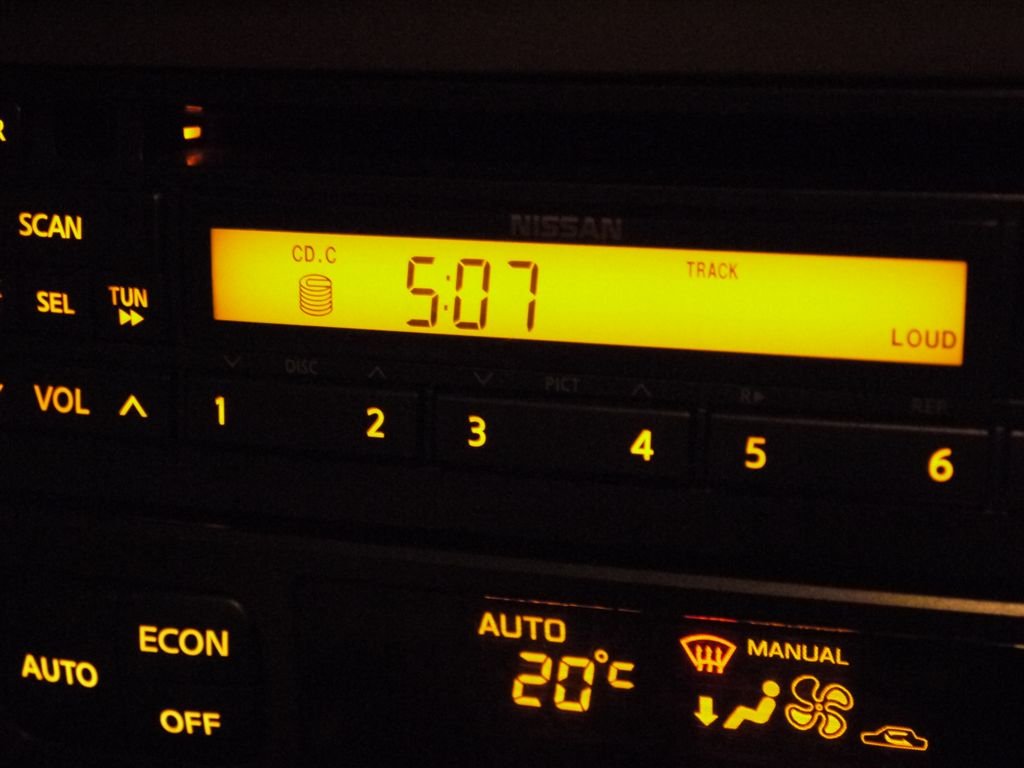 R
SCAN
NISSAN
CD.C
5:07
TRACK
LOUD
SEL
TUN
VOL
DISC
PICT
1
2
3
4
5
6
ECON
AUTO
OFF
AUTO
20°C
MANUAL